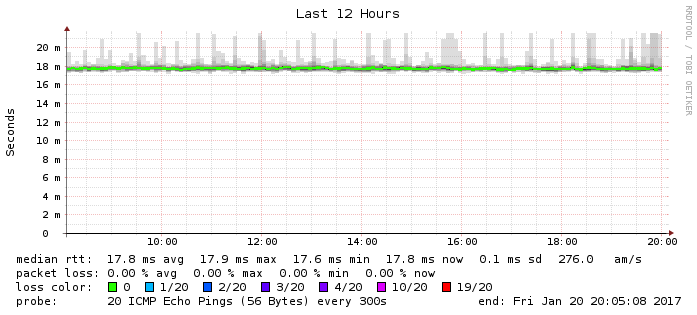 Last 12 Hours
RRDTOOL / TOBI OETIKER
Seconds
20 m
18 m
16 m
14 m
12 m
10 m
8 m
6 m
4 m
2 m
0
10:00 12:00 14:00 16:00 18:00 20:00
median rtt: 17.8 ms avg 17.9 ms max 17.6 ms min 17.8 ms now 0.1 ms sd 276.0 am/s
packet loss: 0.00 % avg 0.00 % max 0.00 % min 0.00 % now
loss color: 0 1/20 2/20 3/20 4/20 10/20 19/20
probe: 20 ICMP Echo Pings (56 Bytes) every 300s end: Fri Jan 20 20:05:08 2017